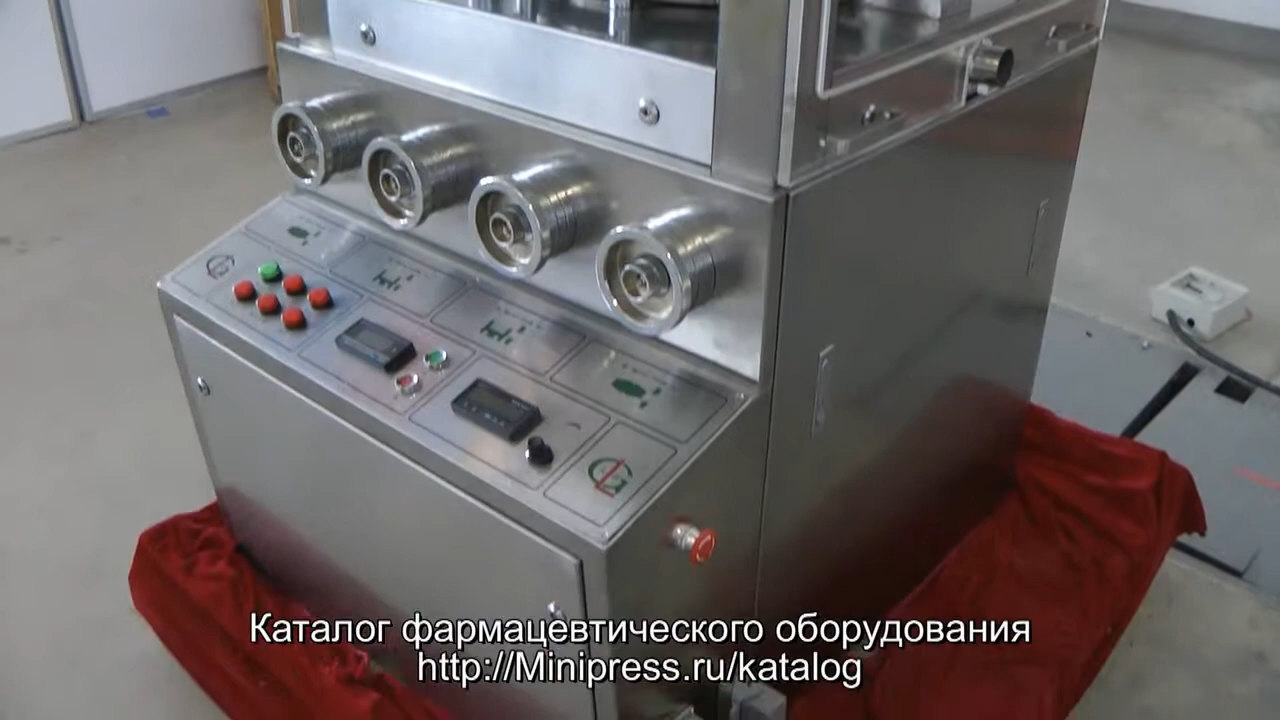 Каталог фармацевтического оборудования
http://Minipress.ru/katalog